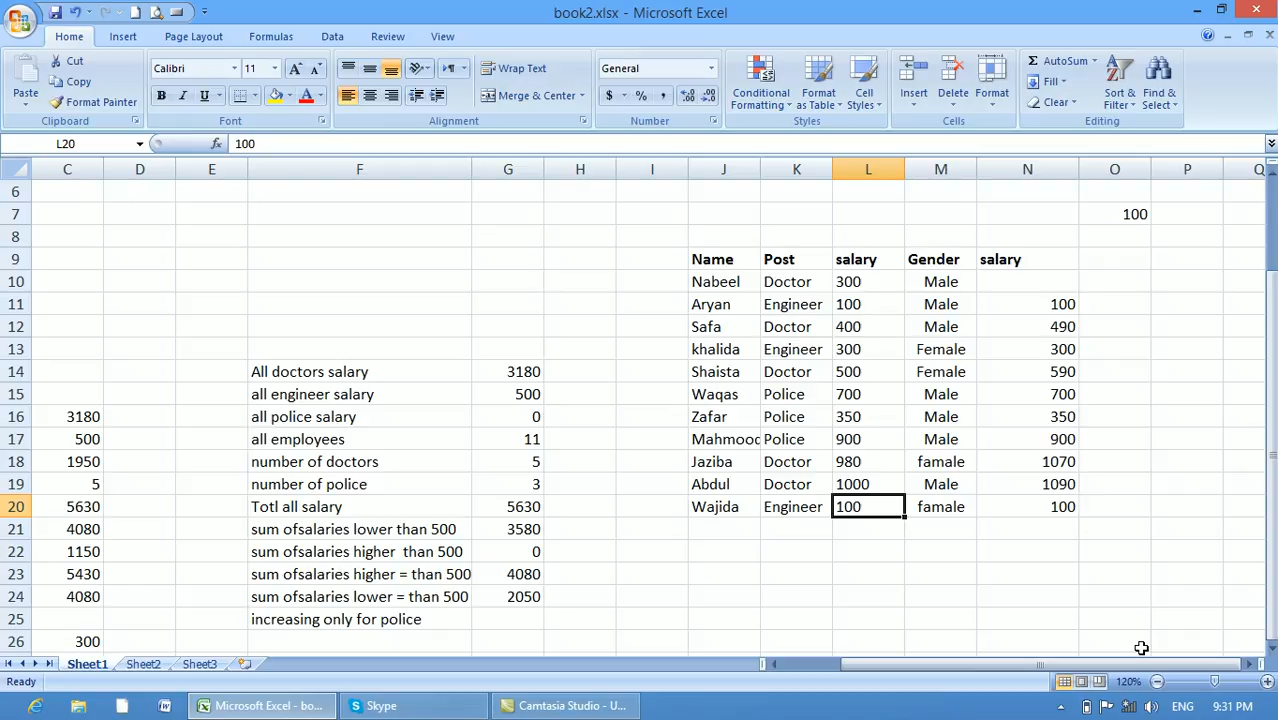 book2.xlsx - Microsoft Excel
Home Insert Page Layout Formulas Data Review View
Paste
Cut
Copy
Format Painter
Clipboard
Calibri 11
B I U
Font
Wrap Text
Merge & Center
Alignment
General
$ % ,
Number
Conditional Formatting
Format as Table
Cell Styles
Styles
Insert Delete Format
Cells
AutoSum
Fill
Clear
Sort & Filter
Find & Select
Editing
L20 fx 100
C D E F G H I J K L M N O P Q
6
7 100
8
9 Name Post salary Gender salary
10 Nabeel Doctor 300 Male
11 Aryan Engineer 100 Male 100
12 Safa Doctor 400 Male 490
13 khalida Engineer 300 Female 300
14 All doctors salary 3180 Shaista Doctor 500 Female 590
15 all engineer salary 500 Waqas Police 700 Male 700
16 3180 all police salary 0 Zafar Police 350 Male 350
17 500 all employees 11 Mahmood Police 900 Male 900
18 1950 number of doctors 5 Jaziba Doctor 980 famale 1070
19 5 number of police 3 Abdul Doctor 1000 Male 1090
20 5630 Totl all salary 5630 Wajida Engineer 100 famale 100
21 4080 sum ofsalaries lower than 500 3580
22 1150 sum ofsalaries higher than 500 0
23 5430 sum ofsalaries higher = than 500 4080
24 4080 sum ofsalaries lower = than 500 2050
25 increasing only for police
26 300
Sheet1 Sheet2 Sheet3
Ready 120%
Microsoft Excel - bo... Skype Camtasia Studio - U... ENG 9:31 PM